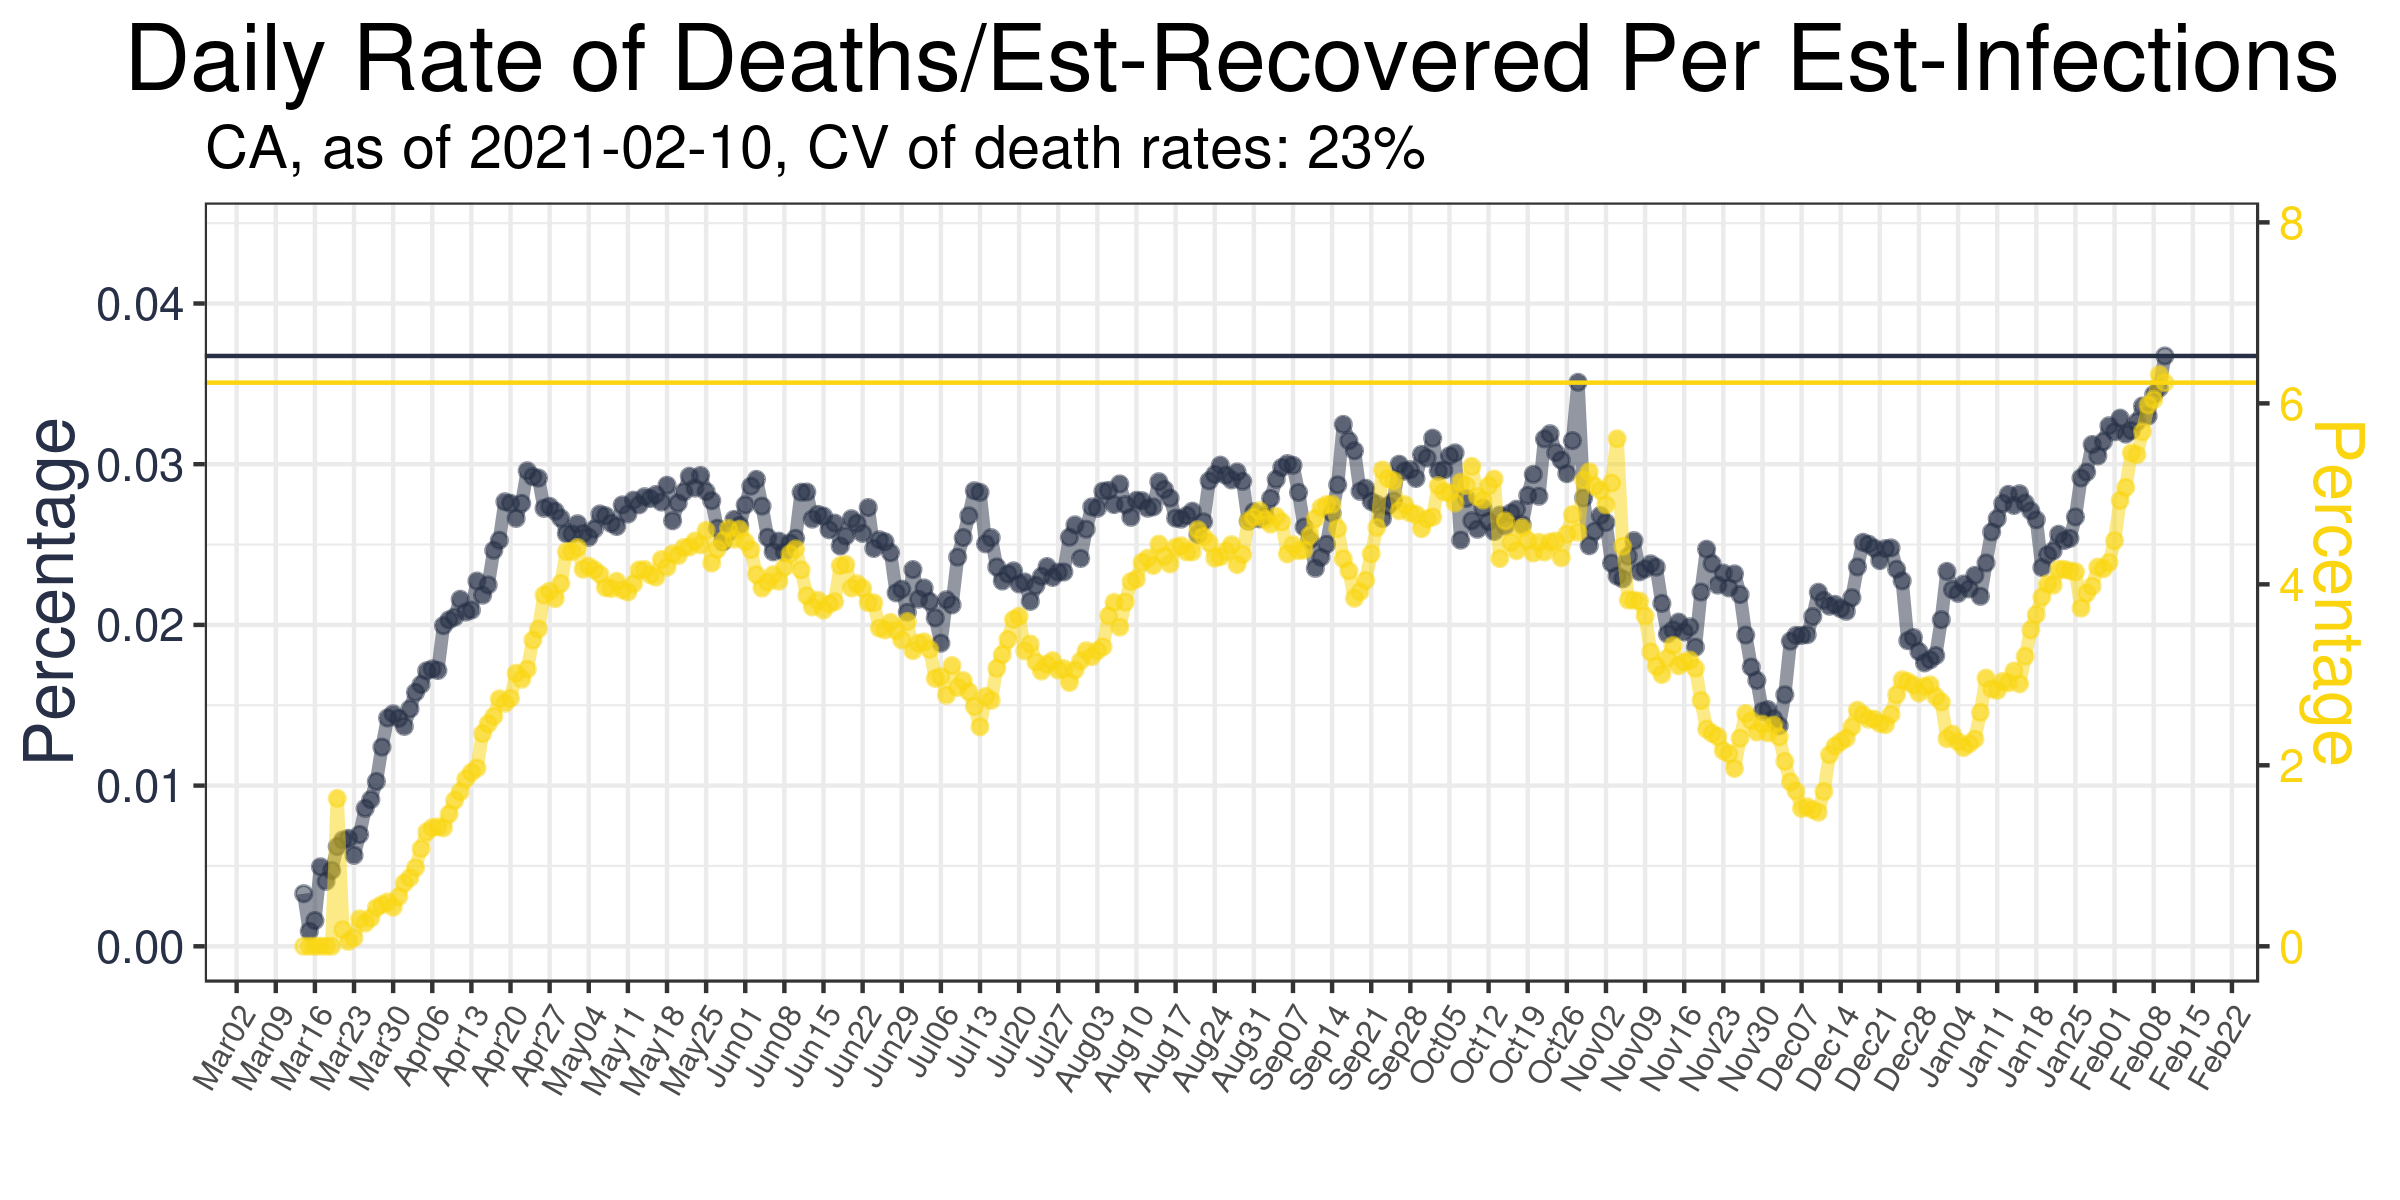 Daily Rate of Deaths/Est-Recovered Per Est-Infections
CA, as of 2021-02-10, CV of death rates: 23%
Percentage
0.04
0.03
0.02
0.01
0.00
8
6
4
2
0
Percentage
Mar02 Mar09 Mar16 Mar23 Mar30 Apr06 Apr13 Apr20 Apr27 May04 May11 May18 May25 Jun01 Jun08 Jun15 Jun22 Jun29 Jul06 Jul13 Jul20 Jul27 Aug03 Aug10 Aug17 Aug24 Aug31 Sep07 Sep14 Sep21 Sep28 Oct05 Oct12 Oct19 Oct26 Nov02 Nov09 Nov16 Nov23 Nov30 Dec07 Dec14 Dec21 Dec28 Jan04 Jan11 Jan18 Jan25 Feb01 Feb08 Feb15 Feb22